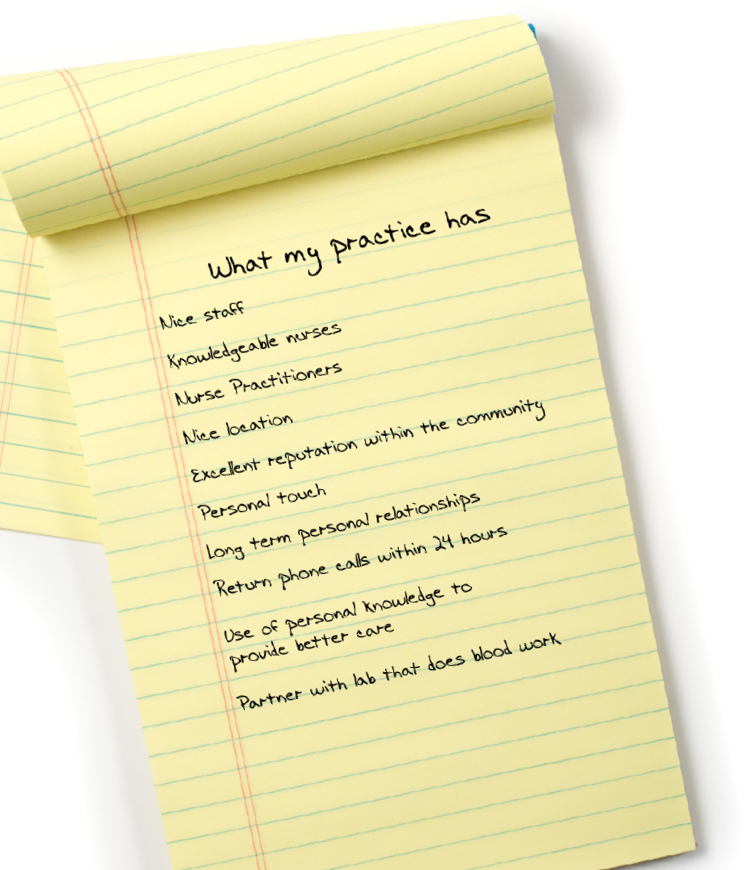 What my practice has
Nice staff
Knowledgeable nurses
Nurse Practitioners
Nice location
Excellent reputation within the community
Personal touch
Long term personal relationships
Return phone calls within 24 hours
Use of personal knowledge to
provide better care
Partner with lab that does blood work